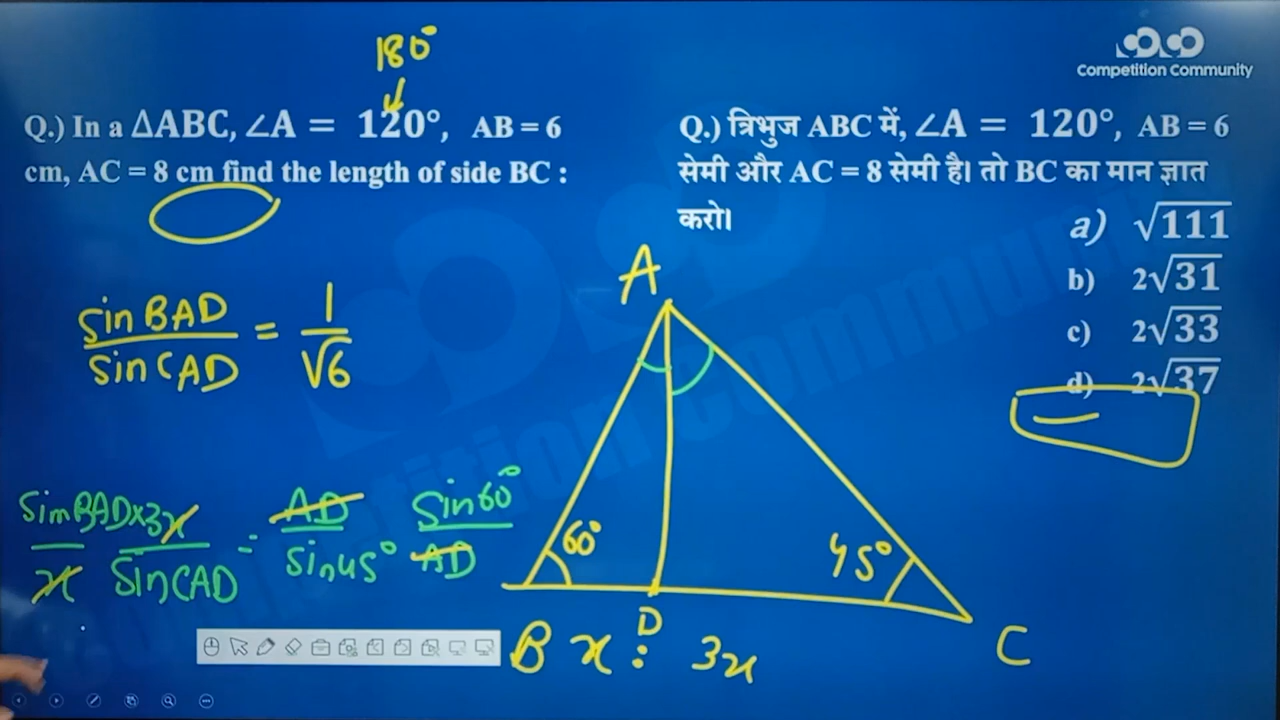 Competition Community
180°
Q.) In a ΔABC, ∠A = 120°, AB = 6
cm, AC = 8 cm find the length of side BC :
Q.) त्रिभुज ABC में, ∠A = 120°, AB = 6
सेमी और AC = 8 सेमी है। तो BC का मान ज्ञात
करो।
a) √111
b) 2√31
c) 2√33
d) 2√37
sin BAD / sin CAD = 1 / √6
A
sin BAD × 3x / x sin CAD = AD / sin 45° sin 60° / AD
60°
45°
B x : 3x
D
C
Competition Community